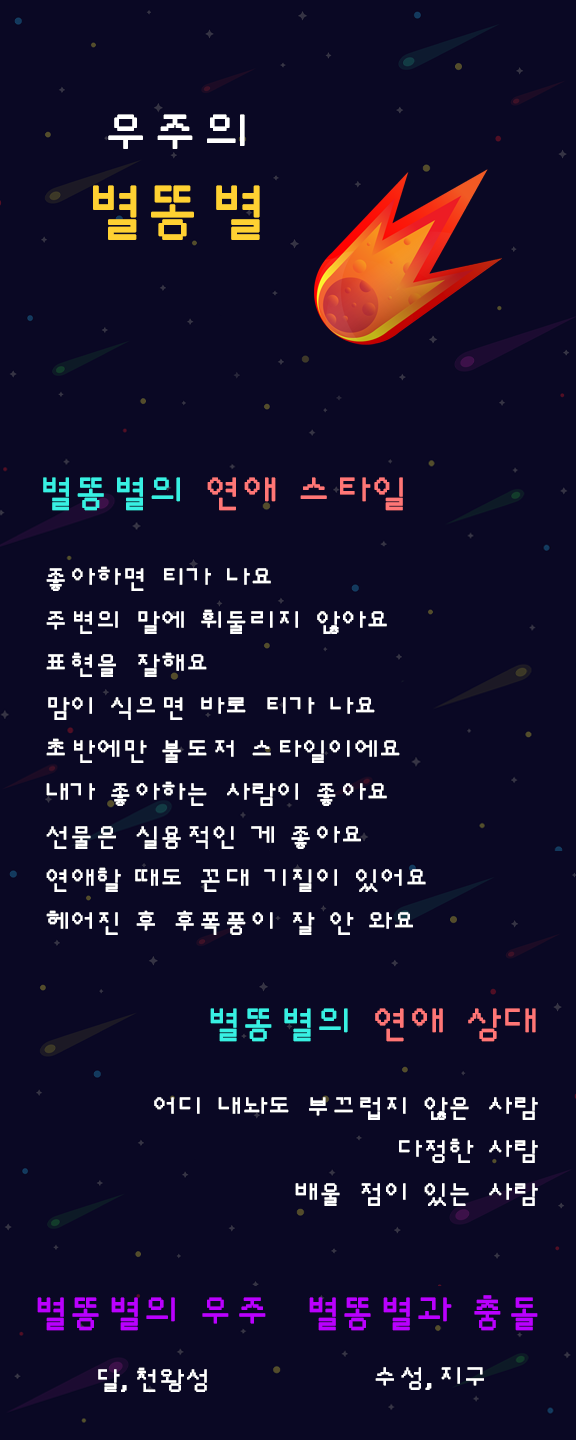 우주의
별똥별
별똥별의 연애 스타일
좋아하면 티가 나요
주변의 말에 휘둘리지 않아요
표현을 잘해요
맘이 식으면 바로 터가 나요
초반에만 불도저 스타일이에요
내가 좋아하는 사람이 좋아요
선물은 실용적인 게 좋아요
연애할 때도 꼰대 기질이 있어요
헤어진 후 후폭풍이 잘 안 와요
별똥별의 연애 상대
어디 내놔도 부끄럽지 않은 사람
다정한 사람
배울 점이 있는 사람
별똥별의 우주 별똥별과 충돌
달, 천왕성 수성, 지구